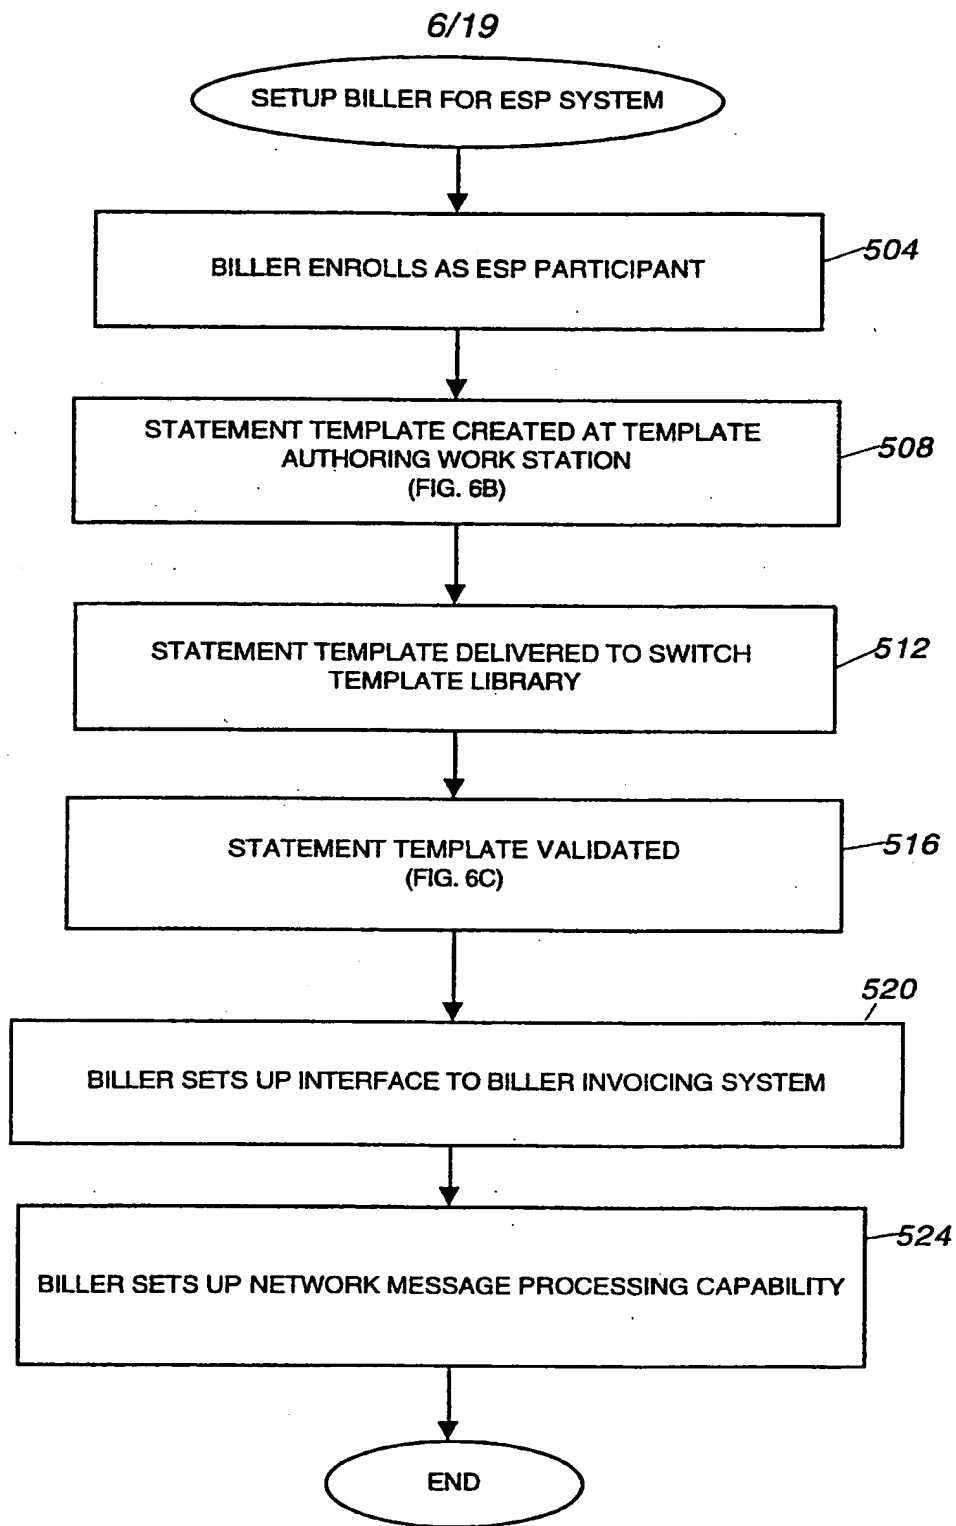 6/19
SETUP BILLER FOR ESP SYSTEM
BILLER ENROLLS AS ESP PARTICIPANT
504
STATEMENT TEMPLATE CREATED AT TEMPLATE
AUTHORING WORK STATION
(FIG. 6B)
508
STATEMENT TEMPLATE DELIVERED TO SWITCH
TEMPLATE LIBRARY
512
STATEMENT TEMPLATE VALIDATED
(FIG. 6C)
516
520
BILLER SETS UP INTERFACE TO BILLER INVOICING SYSTEM
524
BILLER SETS UP NETWORK MESSAGE PROCESSING CAPABILITY
END